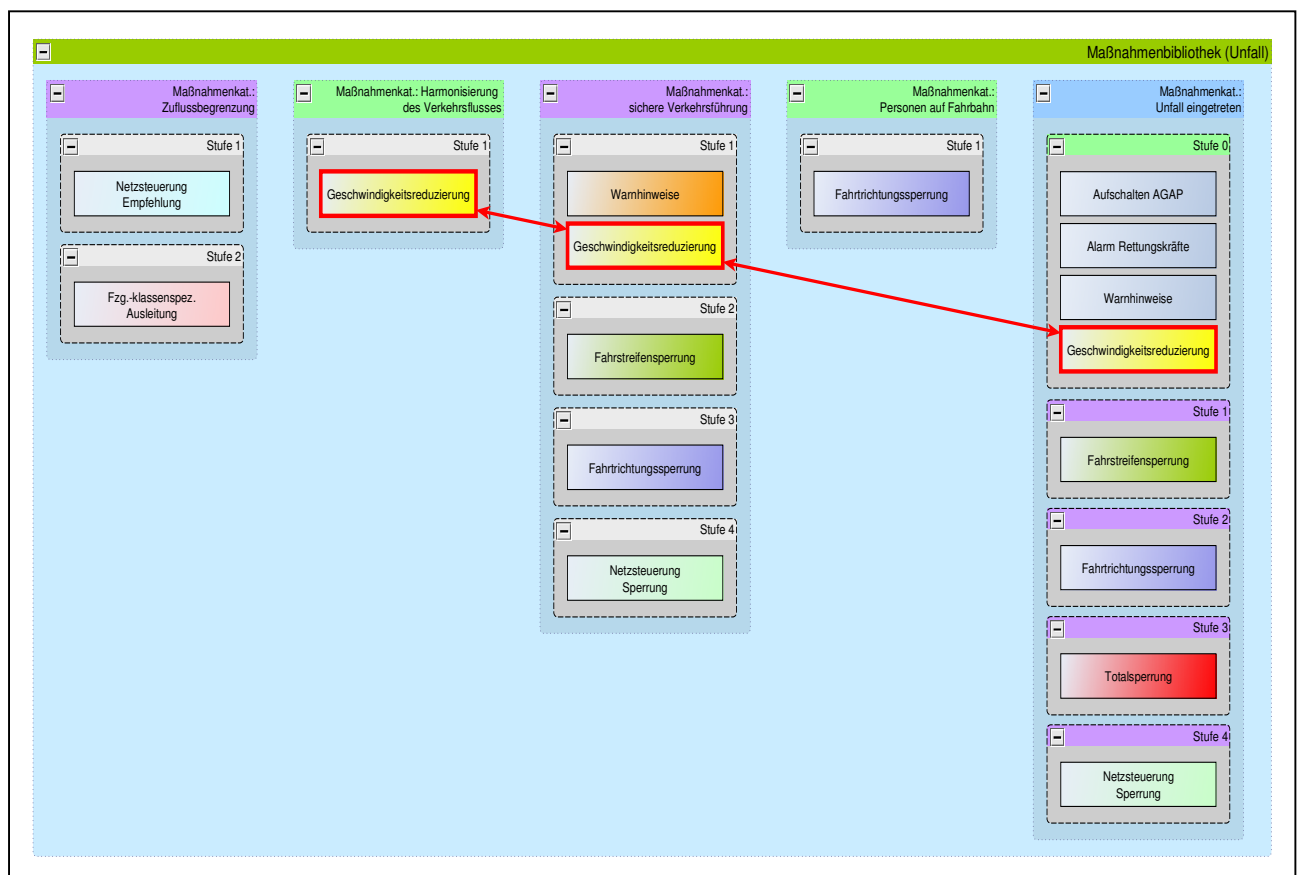 Maßnahmenbibliothek (Unfall)
Maßnahmenkat.:
Zuflussbegrenzung
Stufe 1
Netzsteuerung
Empfehlung
Stufe 2
Fzg.-klassenspez.
Ausleitung
Maßnahmenkat.: Harmonisierung
des Verkehrsflusses
Stufe 1
Geschwindigkeitsreduzierung
Maßnahmenkat.:
sichere Verkehrsführung
Stufe 1
Warnhinweise
Geschwindigkeitsreduzierung
Stufe 2
Fahrstreifensperrung
Stufe 3
Fahrtrichtungssperrung
Stufe 4
Netzsteuerung
Sperrung
Maßnahmenkat.:
Personen auf Fahrbahn
Stufe 1
Fahrtrichtungssperrung
Maßnahmenkat.:
Unfall eingetreten
Stufe 0
Aufschalten AGAP
Alarm Rettungskräfte
Warnhinweise
Geschwindigkeitsreduzierung
Stufe 1
Fahrstreifensperrung
Stufe 2
Fahrtrichtungssperrung
Stufe 3
Totalsperrung
Stufe 4
Netzsteuerung
Sperrung